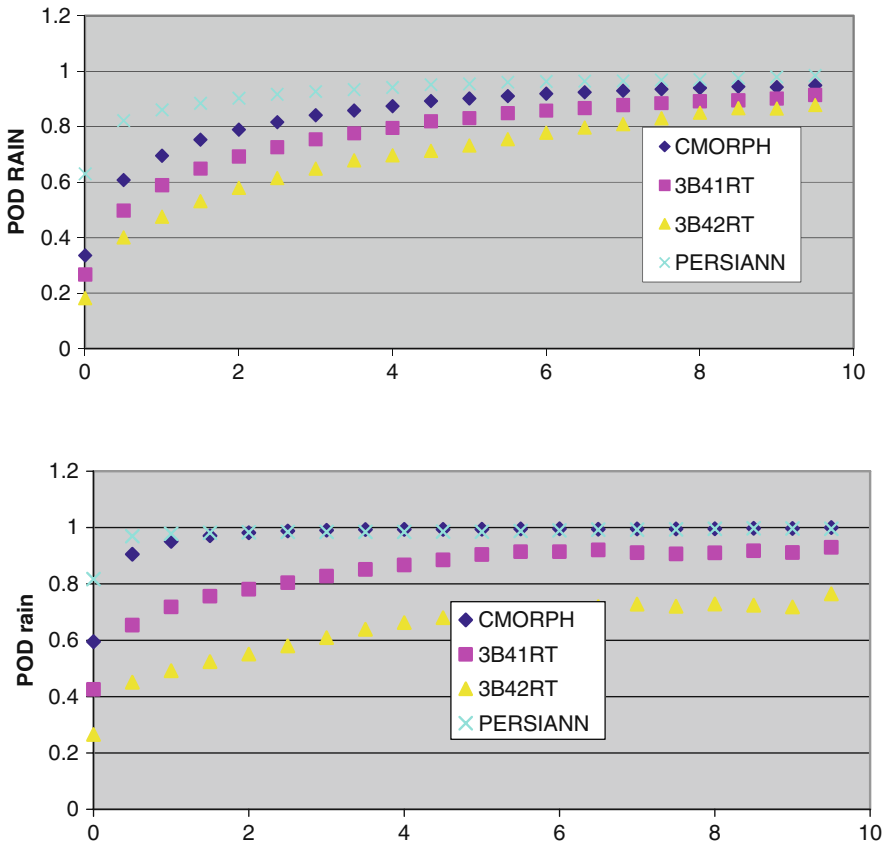 1.2
1
0.8
0.6
0.4
0.2
0
POD RAIN
CMORPH
3B41RT
3B42RT
PERSIANN
0 2 4 6 8 10
1.2
1
0.8
0.6
0.4
0.2
0
POD rain
CMORPH
3B41RT
3B42RT
PERSIANN
0 2 4 6 8 10